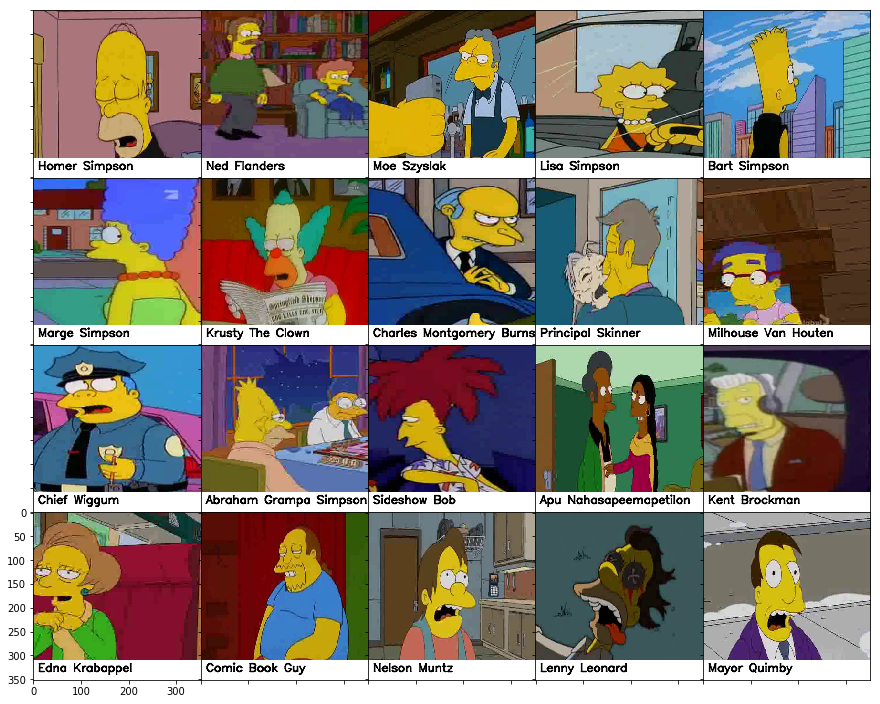 Homer Simpson
Ned Flanders
Moe Szyslak
Lisa Simpson
Bart Simpson
Marge Simpson
Krusty The Clown
Charles Montgomery Burns
Principal Skinner
Milhouse Van Houten
Chief Wiggum
Abraham Grampa Simpson
Sideshow Bob
Apu Nahasapeemapetilon
Kent Brockman
0
50
100
150
200
250
300
350
Edna Krabappel
Comic Book Guy
Nelson Muntz
Lenny Leonard
Mayor Quimby
0 100 200 300